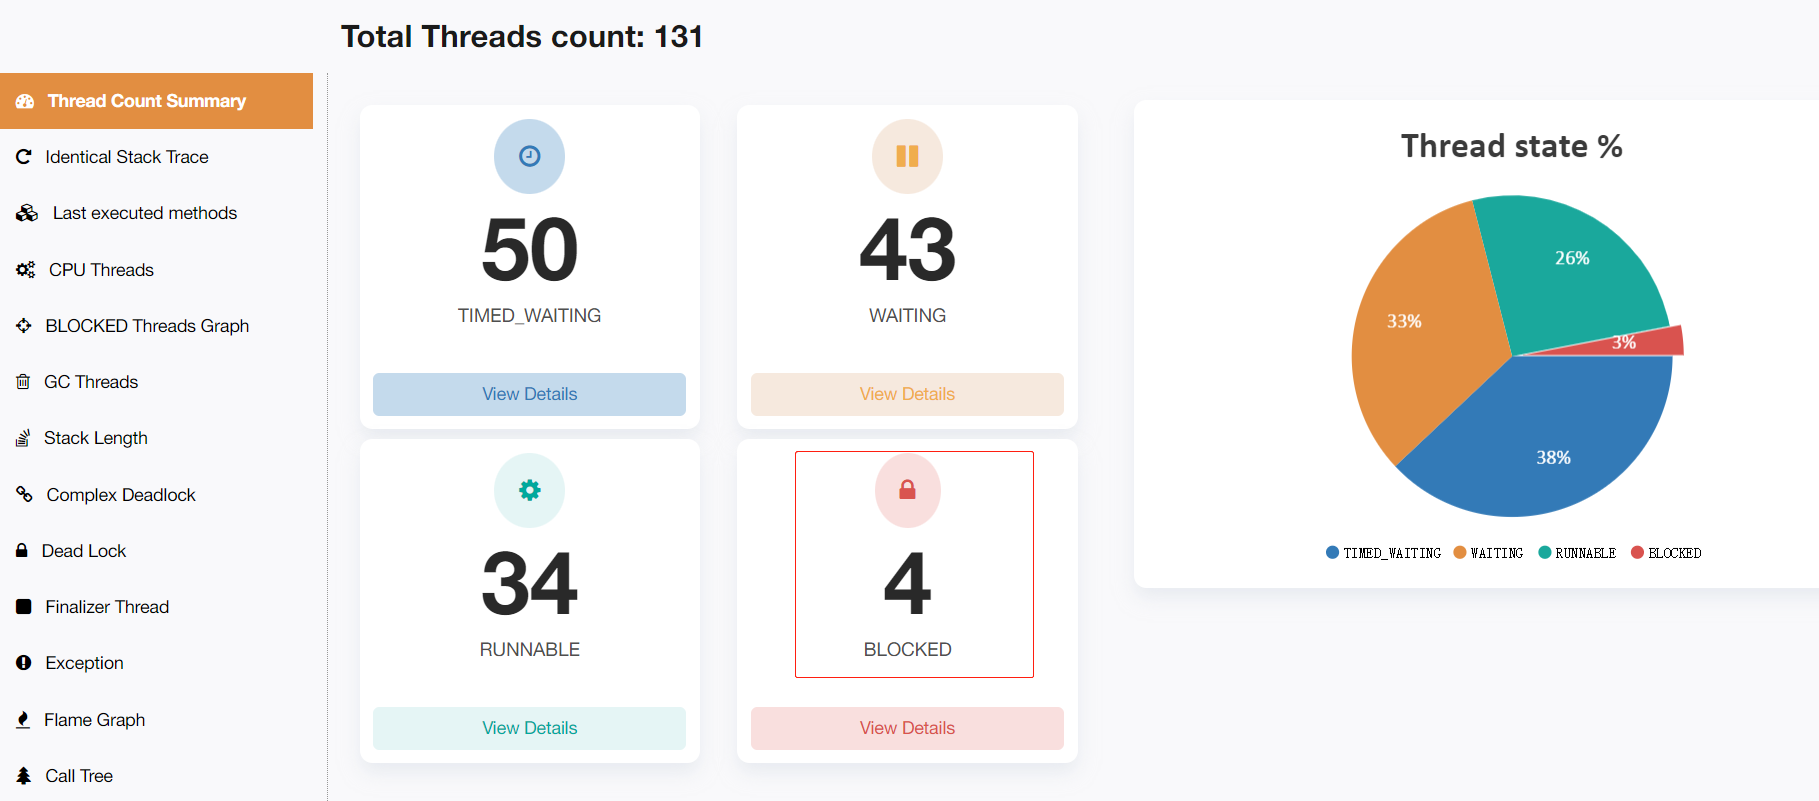 Total Threads count: 131
Thread Count Summary
Identical Stack Trace
Last executed methods
CPU Threads
BLOCKED Threads Graph
GC Threads
Stack Length
Complex Deadlock
Dead Lock
Finalizer Thread
Exception
Flame Graph
Call Tree
50
TIMED_WAITING
View Details
43
WAITING
View Details
34
RUNNABLE
View Details
4
BLOCKED
View Details
Thread state %
26%
33%
3%
38%
TIMED_WAITING WAITING RUNNABLE BLOCKED